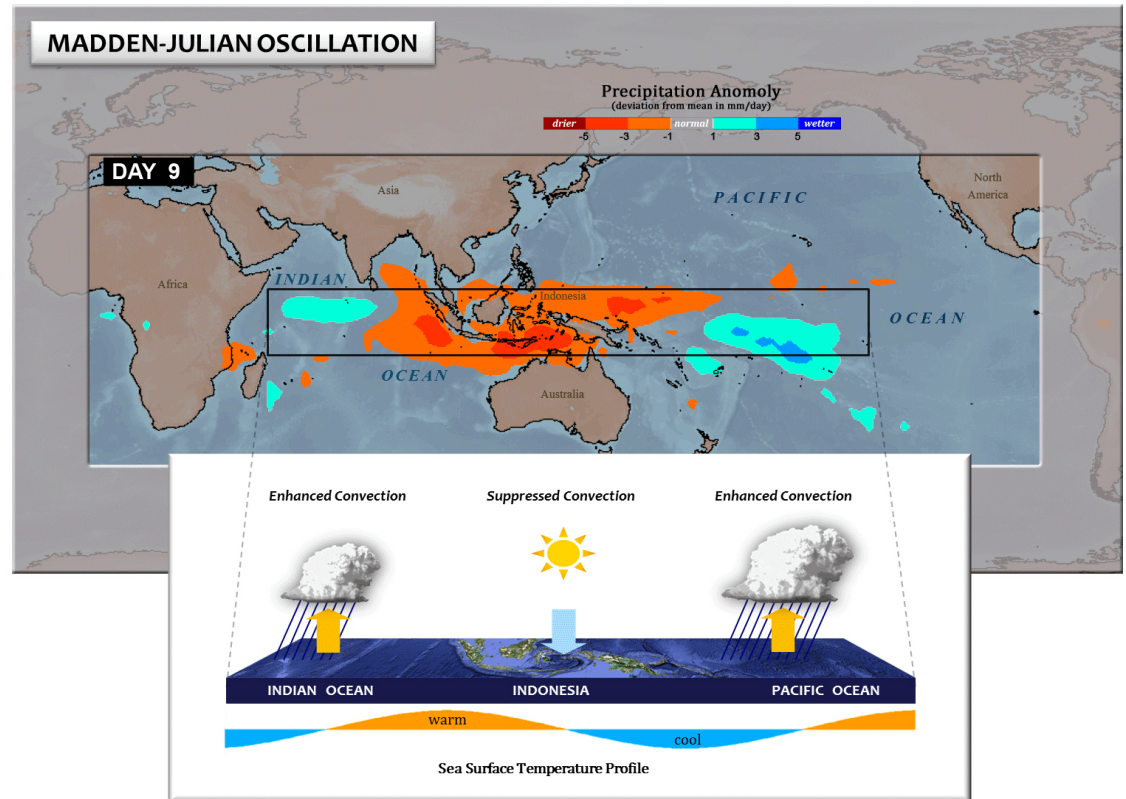 MADDEN-JULIAN OSCILLATION
Precipitation Anomoly
(deviation from mean in mm/day)
drier normal wetter
-5 -3 -1 1 3 5
DAY 9
Asia
North
America
PACIFIC
INDIAN
Africa
Indonesia
OCEAN
OCEAN
Australia
Enhanced Convection Suppressed Convection Enhanced Convection
INDIAN OCEAN INDONESIA PACIFIC OCEAN
warm
cool
Sea Surface Temperature Profile